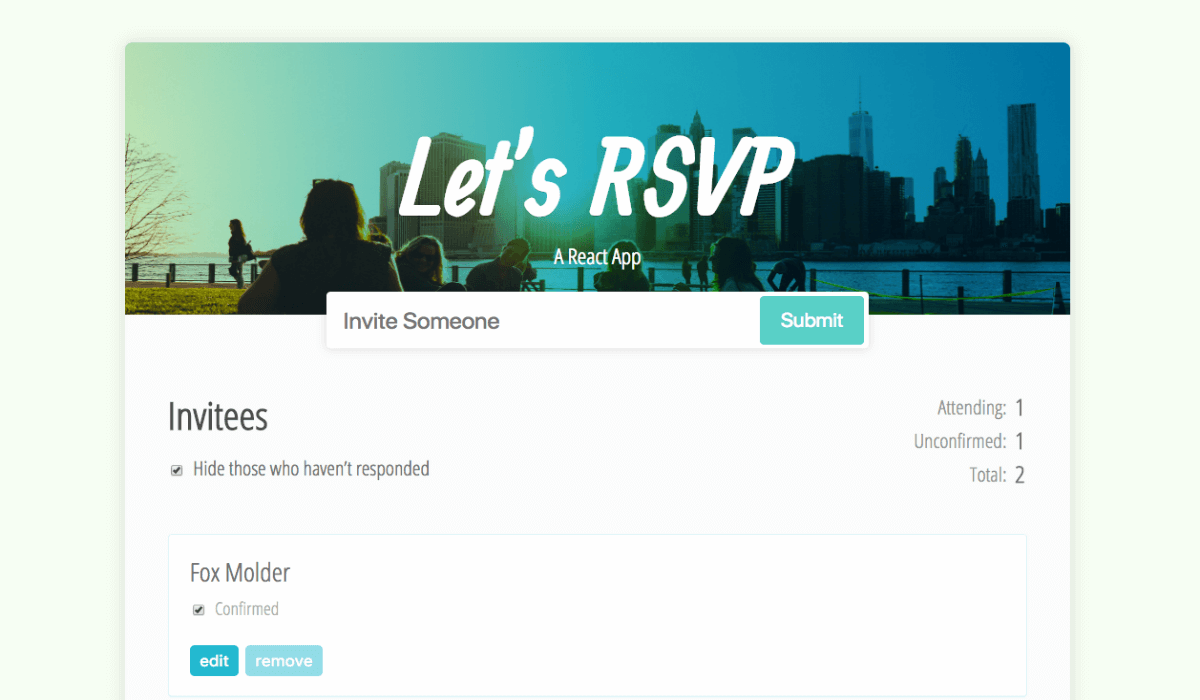 Let's RSVP
A React App
Invite Someone Submit
Invitees
Hide those who haven't responded
Attending: 1
Unconfirmed: 1
Total: 2
Fox Molder
Confirmed
edit remove